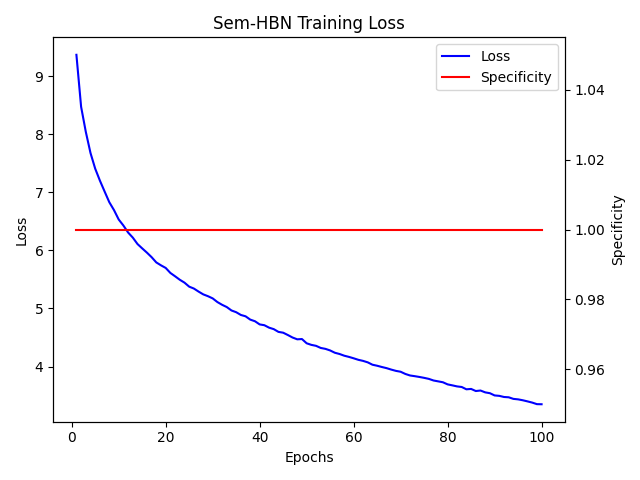 Sem-HBN Training Loss
Loss
Specificity
9
8
7
6
5
4
Loss
1.04
1.02
1.00
0.98
0.96
Specificity
0 20 40 60 80 100
Epochs